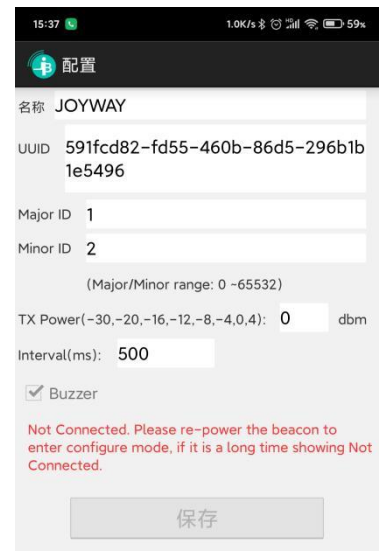 15:37 1.0K/s 59%
配置
名称 JOYWAY
UUID 591fcd82-fd55-460b-86d5-296b1b
1e5496
Major ID 1
Minor ID 2
(Major/Minor range: 0 ~65532)
TX Power(-30,-20,-16,-12,-8,-4,0,4): 0 dbm
Interval(ms): 500
Buzzer
Not Connected. Please re-power the beacon to
enter configure mode, if it is a long time showing Not
Connected.
保存